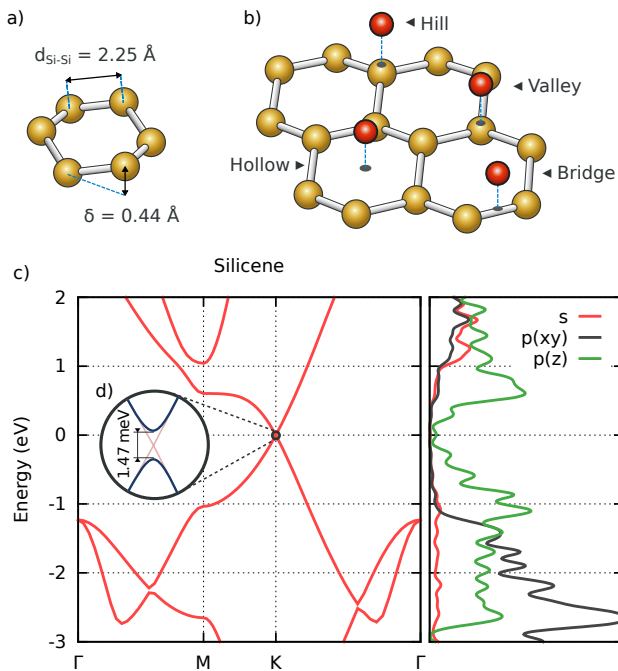 a)
d_Si-Si = 2.25 Å
δ = 0.44 Å
b)
◄ Hill
◄ Valley
Hollow ►
◄ Bridge
c)
Silicene
Energy (eV)
2
1
0
-1
-2
-3
Γ
M
K
Γ
d)
1.47 meV
s
p(xy)
p(z)